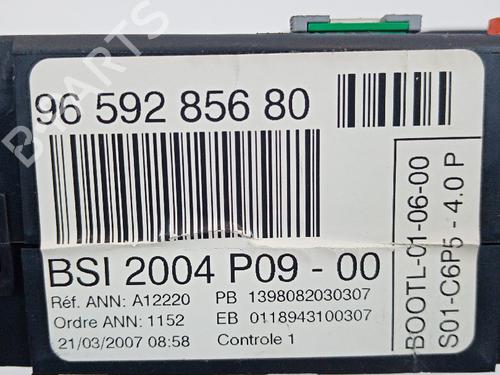 96 592 856 80
BSI 2004 P09 - 00
Réf. ANN: A12220 PB 1398082030307
Ordre ANN: 1152 EB 0118943100307
21/03/2007 08:58 Controle 1
BOOTL-01-06-00
S01-C6P5 - 4.0 P
B-PARTS